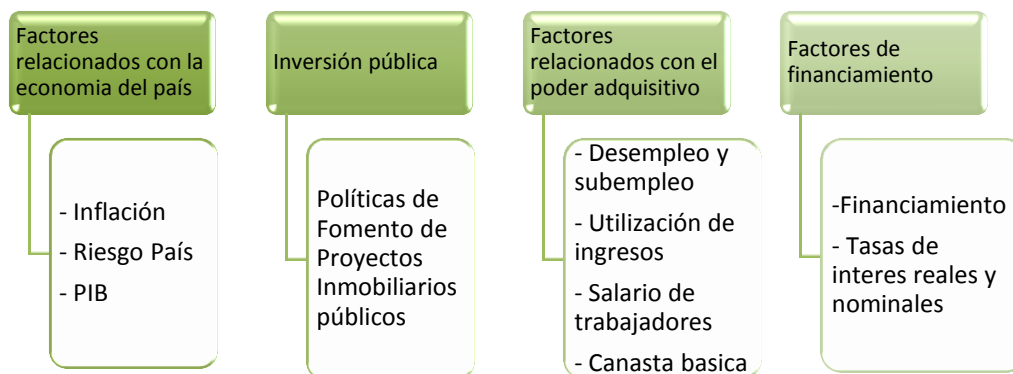 Factores
relacionados con la
economia del país
- Inflación
- Riesgo País
- PIB
Inversión pública
Políticas de
Fomento de
Proyectos
Inmobiliarios
públicos
Factores
relacionados con el
poder adquisitivo
- Desempleo y
subempleo
- Utilización de
ingresos
- Salario de
trabajadores
- Canasta basica
Factores de
financiamiento
-Financiamiento
- Tasas de
interes reales y
nominales